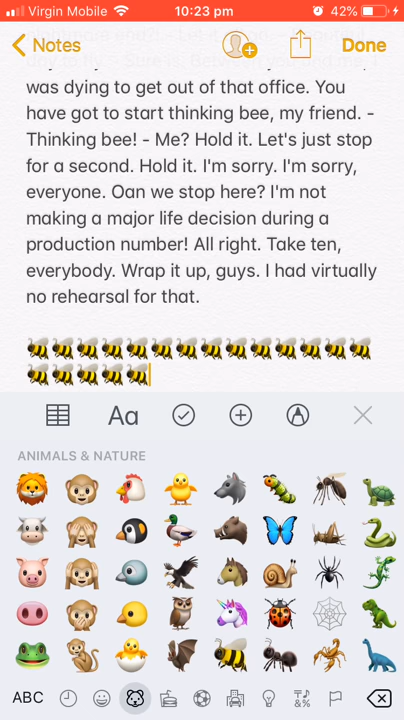 Virgin Mobile 10:23 pm 42%
Notes Done
was dying to get out of that office. You
have got to start thinking bee, my friend. -
Thinking bee! - Me? Hold it. Let's just stop
for a second. Hold it. I'm sorry. I'm sorry,
everyone. Oan we stop here? I'm not
making a major life decision during a
production number! All right. Take ten,
everybody. Wrap it up, guys. I had virtually
no rehearsal for that.
🐝🐝🐝🐝🐝🐝🐝🐝🐝🐝🐝🐝🐝🐝
🐝🐝🐝🐝🐝
Aa
ANIMALS & NATURE
ABC